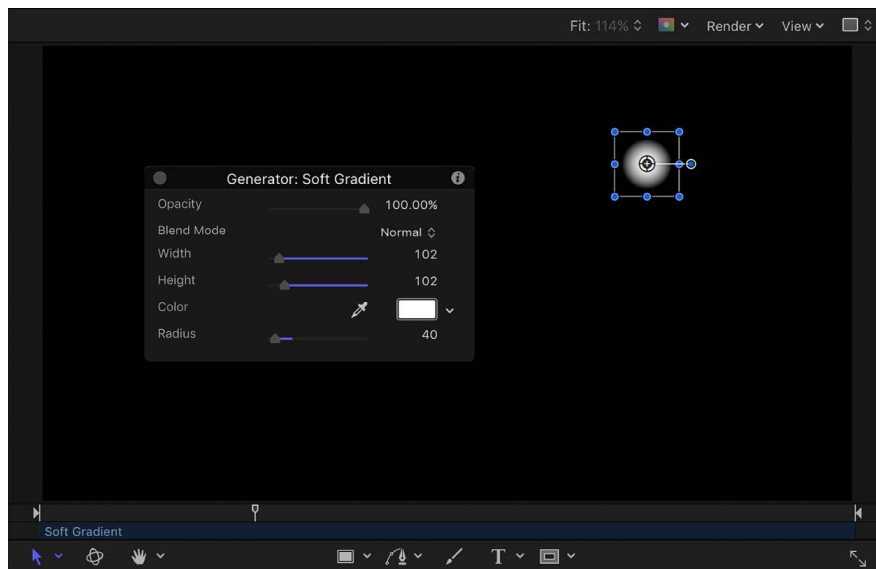 Fit: 114% Render View
Generator: Soft Gradient
Opacity 100.00%
Blend Mode Normal
Width 102
Height 102
Color
Radius 40
Soft Gradient
T